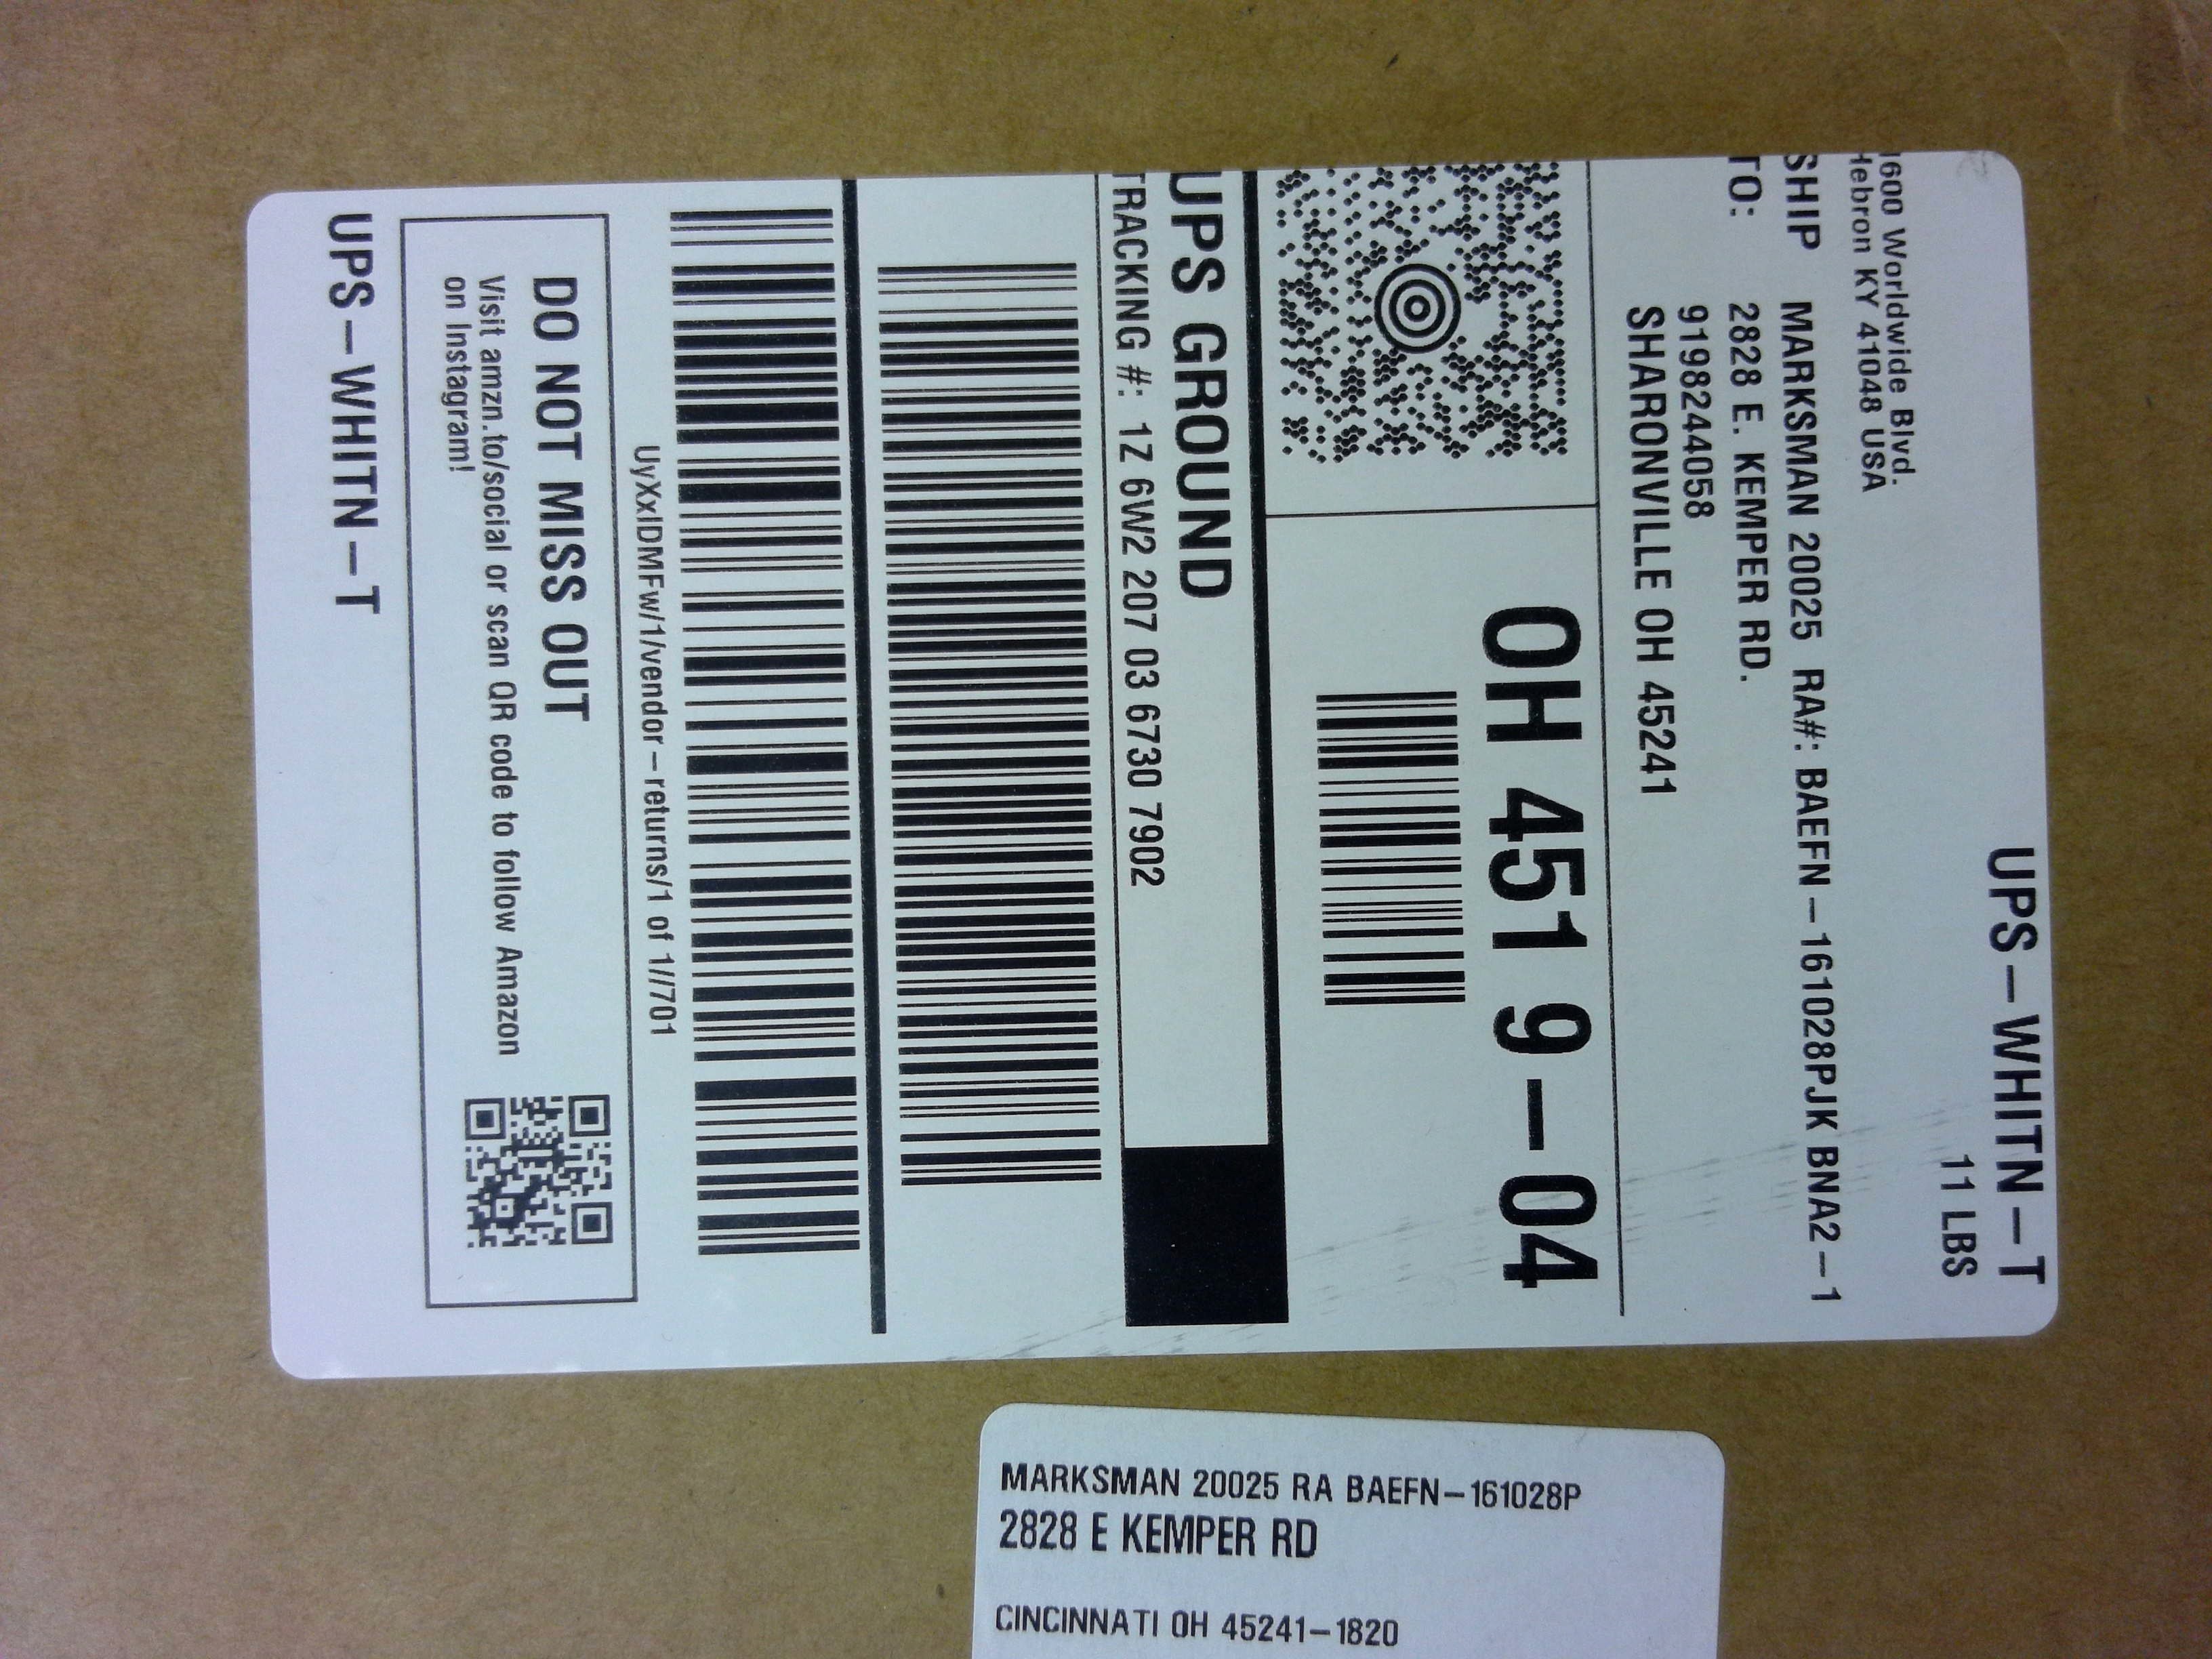 UPS-WHITN-T
11 LBS
1600 Worldwide Blvd.
Hebron KY 41048 USA
SHIP MARKSMAN 20025 RA#: BAEFN-161028PJK BNA2-1
TO: 2828 E. KEMPER RD.
9198244058
SHARONVILLE OH 45241
OH 451 9-04
UPS GROUND
TRACKING #: 1Z 6W2 207 03 6730 7902
UyXxlDMFw/1/vendor-returns/1 of 1//701
DO NOT MISS OUT
Visit amzn.to/social or scan QR code to follow Amazon
on Instagram!
UPS-WHITN-T
MARKSMAN 20025 RA BAEFN-161028P
2828 E KEMPER RD
CINCINNATI OH 45241-1820